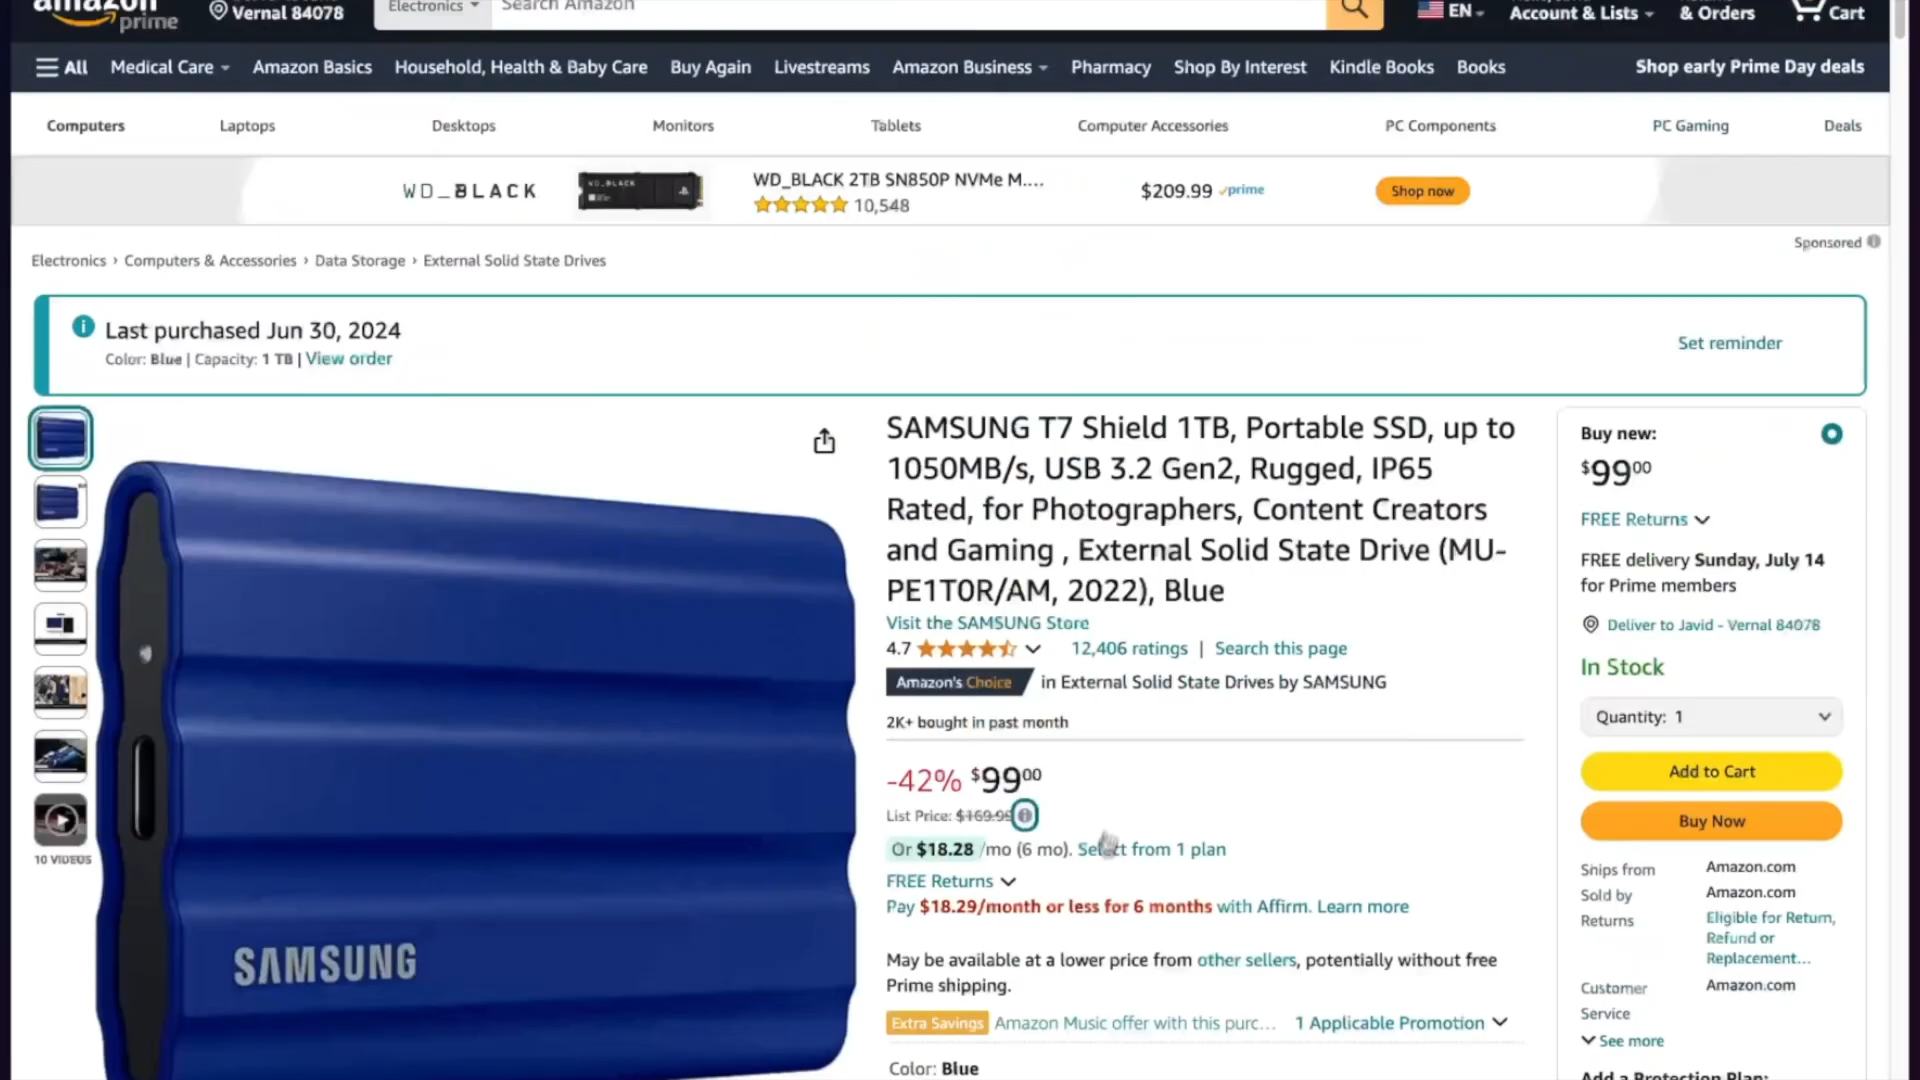 amazon
prime
Vernal 84078
Electronics
Search Amazon
EN
Account & Lists
& Orders
Cart
All
Medical Care
Amazon Basics
Household, Health & Baby Care
Buy Again
Livestreams
Amazon Business
Pharmacy
Shop By Interest
Kindle Books
Books
Shop early Prime Day deals
Computers
Laptops
Desktops
Monitors
Tablets
Computer Accessories
PC Components
PC Gaming
Deals
WD_BLACK
WD_BLACK
WD_BLACK 2TB SN850P NVMe M....
10,548
$209.99 prime
Shop now
Sponsored
Electronics › Computers & Accessories › Data Storage › External Solid State Drives
Last purchased Jun 30, 2024
Color: Blue | Capacity: 1 TB | View order
Set reminder
10 VIDEOS
SAMSUNG
SAMSUNG T7 Shield 1TB, Portable SSD, up to
1050MB/s, USB 3.2 Gen2, Rugged, IP65
Rated, for Photographers, Content Creators
and Gaming , External Solid State Drive (MU-
PE1T0R/AM, 2022), Blue
Visit the SAMSUNG Store
4.7
12,406 ratings | Search this page
Amazon's Choice in External Solid State Drives by SAMSUNG
2K+ bought in past month
-42% $9900
List Price: $169.99
Or $18.28 /mo (6 mo). Select from 1 plan
FREE Returns
Pay $18.29/month or less for 6 months with Affirm. Learn more
May be available at a lower price from other sellers, potentially without free
Prime shipping.
Extra Savings Amazon Music offer with this purc... 1 Applicable Promotion
Color: Blue
Buy new:
$9900
FREE Returns
FREE delivery Sunday, July 14
for Prime members
Deliver to Javid - Vernal 84078
In Stock
Quantity: 1
Add to Cart
Buy Now
Ships from Amazon.com
Sold by Amazon.com
Returns Eligible for Return,
Refund or
Replacement...
Customer Amazon.com
Service
See more
Add a Protection Plan: